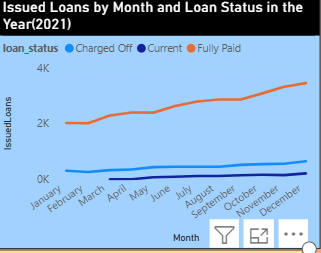 Issued Loans by Month and Loan Status in the
Year(2021)
loan_status Charged Off Current Fully Paid
4K
2K
0K
IssuedLoans
January
February
March
April
May
June
July
August
September
October
November
December
Month